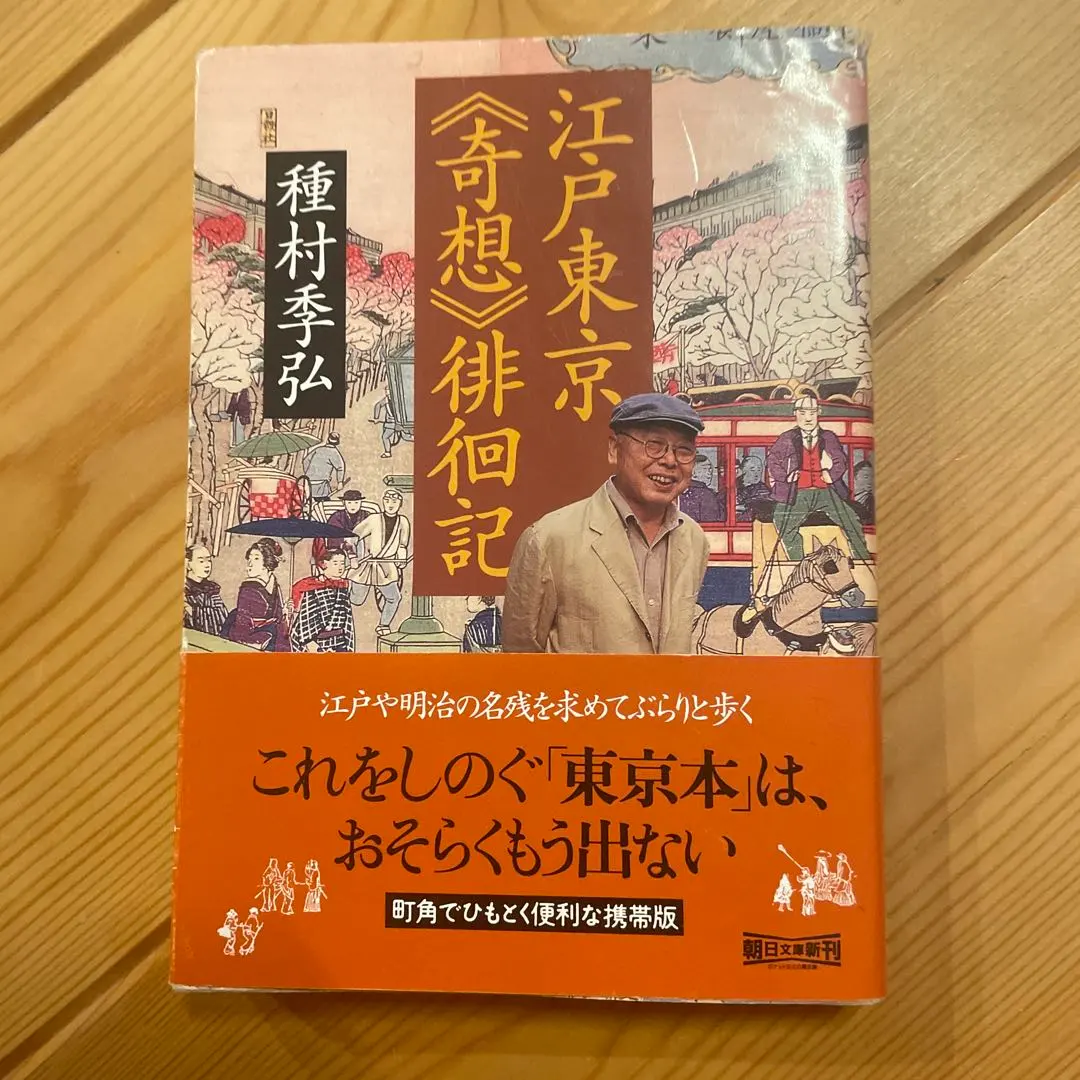 江戸東京
《奇想》徘徊記
種村季弘
日報社
江戸や明治の名残を求めてぶらりと歩く
これをしのぐ「東京本」は、
おそらくもう出ない
町角でひもとく便利な携帯版
朝日文庫新刊